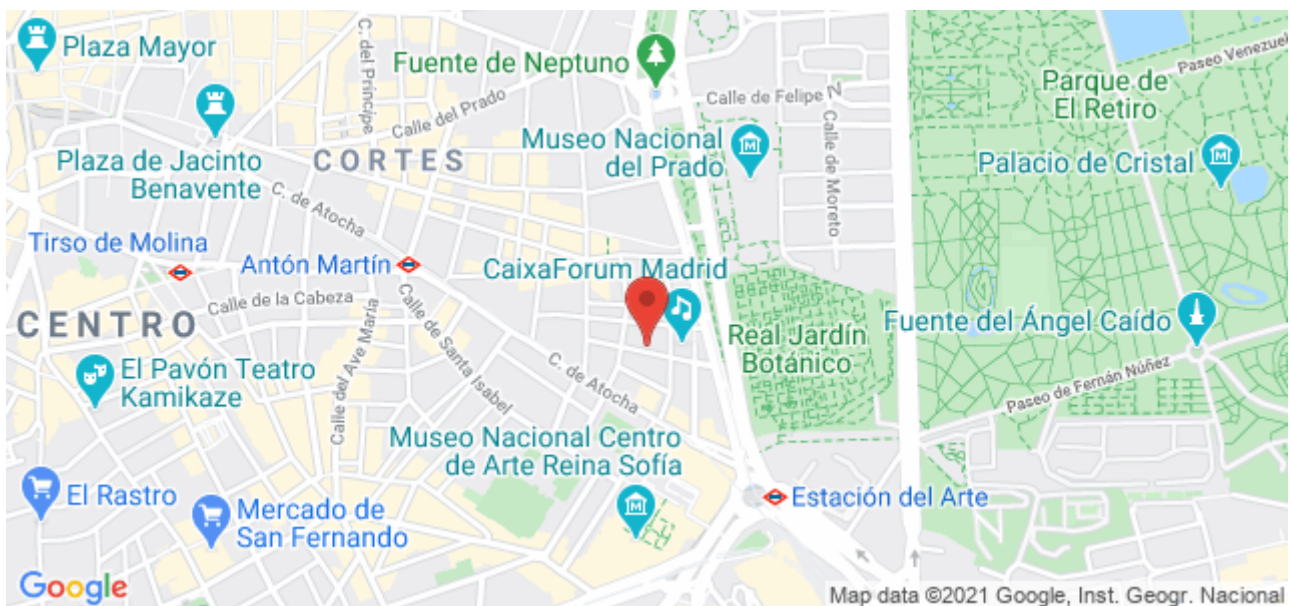 Plaza Mayor
C. del Príncipe
Fuente de Neptuno
Calle del Prado
Calle de Felipe
Paseo Venezuel
Parque de
El Retiro
Plaza de Jacinto
Benavente
CORTES
Museo Nacional
del Prado
Calle de Moreto
Palacio de Cristal
C. de Atocha
Tirso de Molina
Antón Martín
CaixaForum Madrid
Calle de la Cabeza
CENTRO
Calle del Ave María
Calle de Santa Isabel
Real Jardín
Botánico
Fuente del Ángel Caído
El Pavón Teatro
Kamikaze
C. de Atocha
Paseo de Fernán Núñez
Museo Nacional Centro
de Arte Reina Sofía
El Rastro
Mercado de
San Fernando
Estación del Arte
Google
Map data ©2021 Google, Inst. Geogr. Nacional